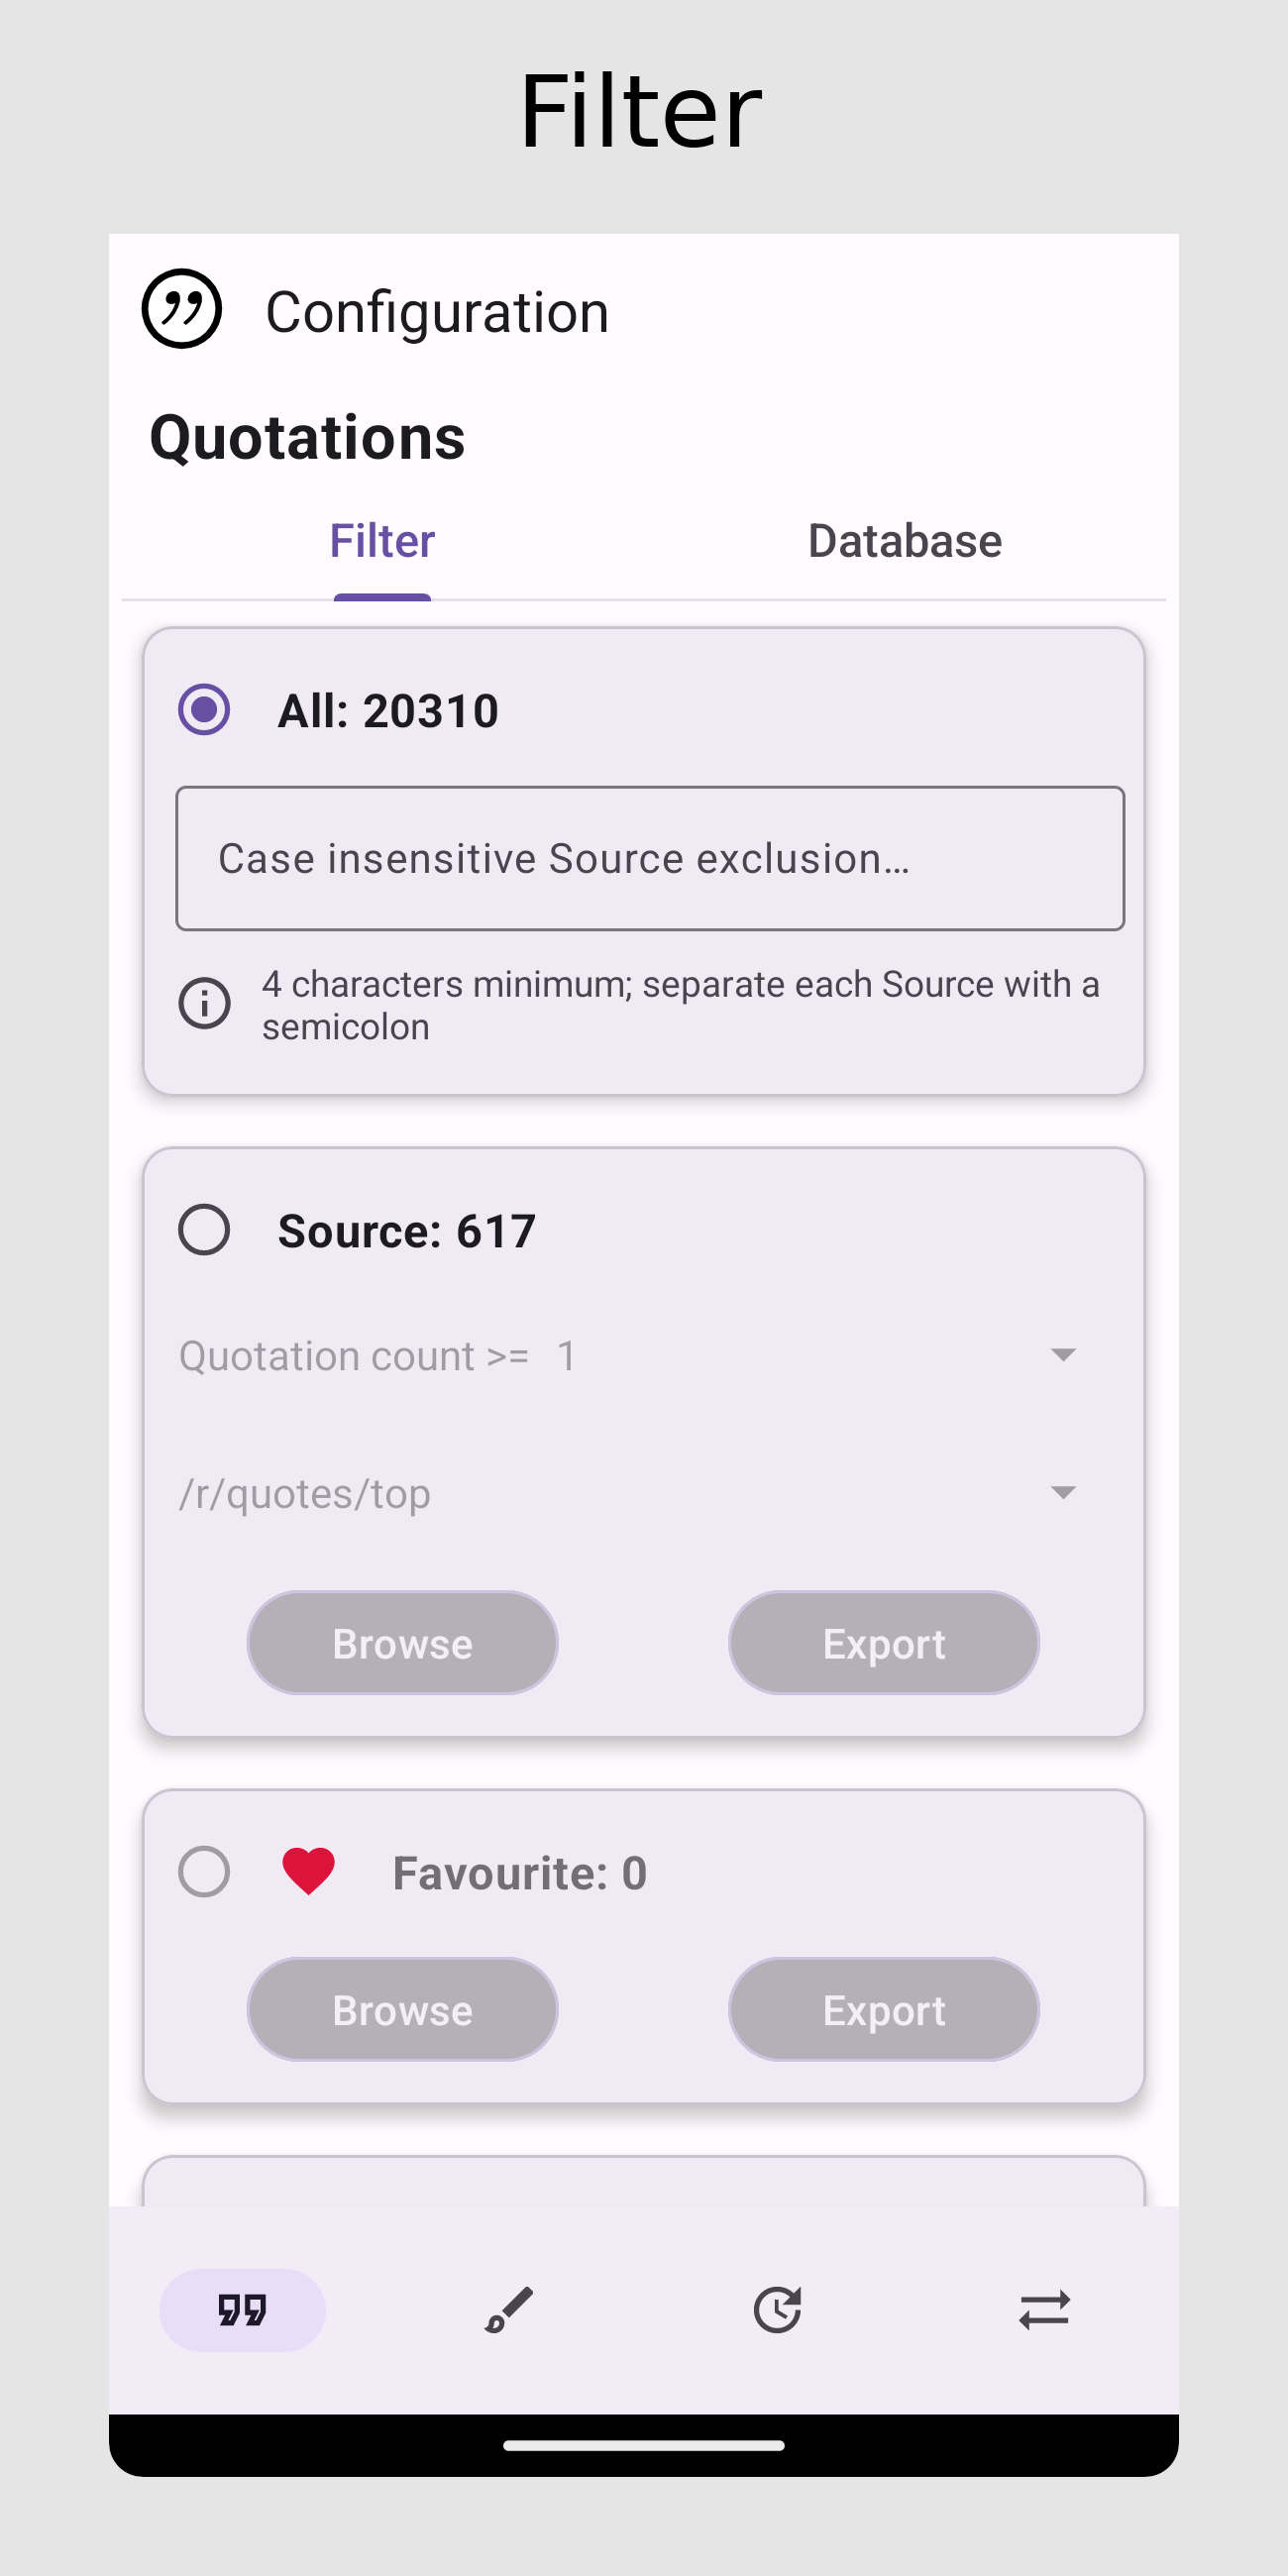 Filter
Configuration
Quotations
Filter
Database
All: 20310
Case insensitive Source exclusion…
4 characters minimum; separate each Source with a
semicolon
Source: 617
Quotation count >= 1
/r/quotes/top
Browse
Export
Favourite: 0
Browse
Export